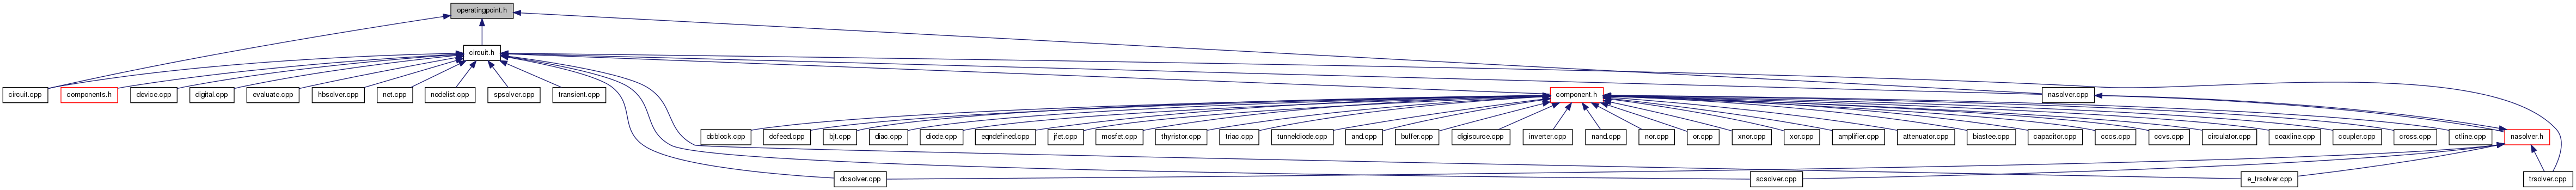 operatingpoint.h
circuit.h
circuit.cpp
components.h
device.cpp
digital.cpp
evaluate.cpp
hbsolver.cpp
net.cpp
nodelist.cpp
spsolver.cpp
transient.cpp
component.h
nasolver.cpp
dcblock.cpp
dcfeed.cpp
bjt.cpp
diac.cpp
diode.cpp
eqndefined.cpp
jfet.cpp
mosfet.cpp
thyristor.cpp
triac.cpp
tunneldiode.cpp
and.cpp
buffer.cpp
digisource.cpp
inverter.cpp
nand.cpp
nor.cpp
or.cpp
xnor.cpp
xor.cpp
amplifier.cpp
attenuator.cpp
biastee.cpp
capacitor.cpp
cccs.cpp
ccvs.cpp
circulator.cpp
coaxline.cpp
coupler.cpp
cross.cpp
ctline.cpp
nasolver.h
dcsolver.cpp
acsolver.cpp
e_trsolver.cpp
trsolver.cpp